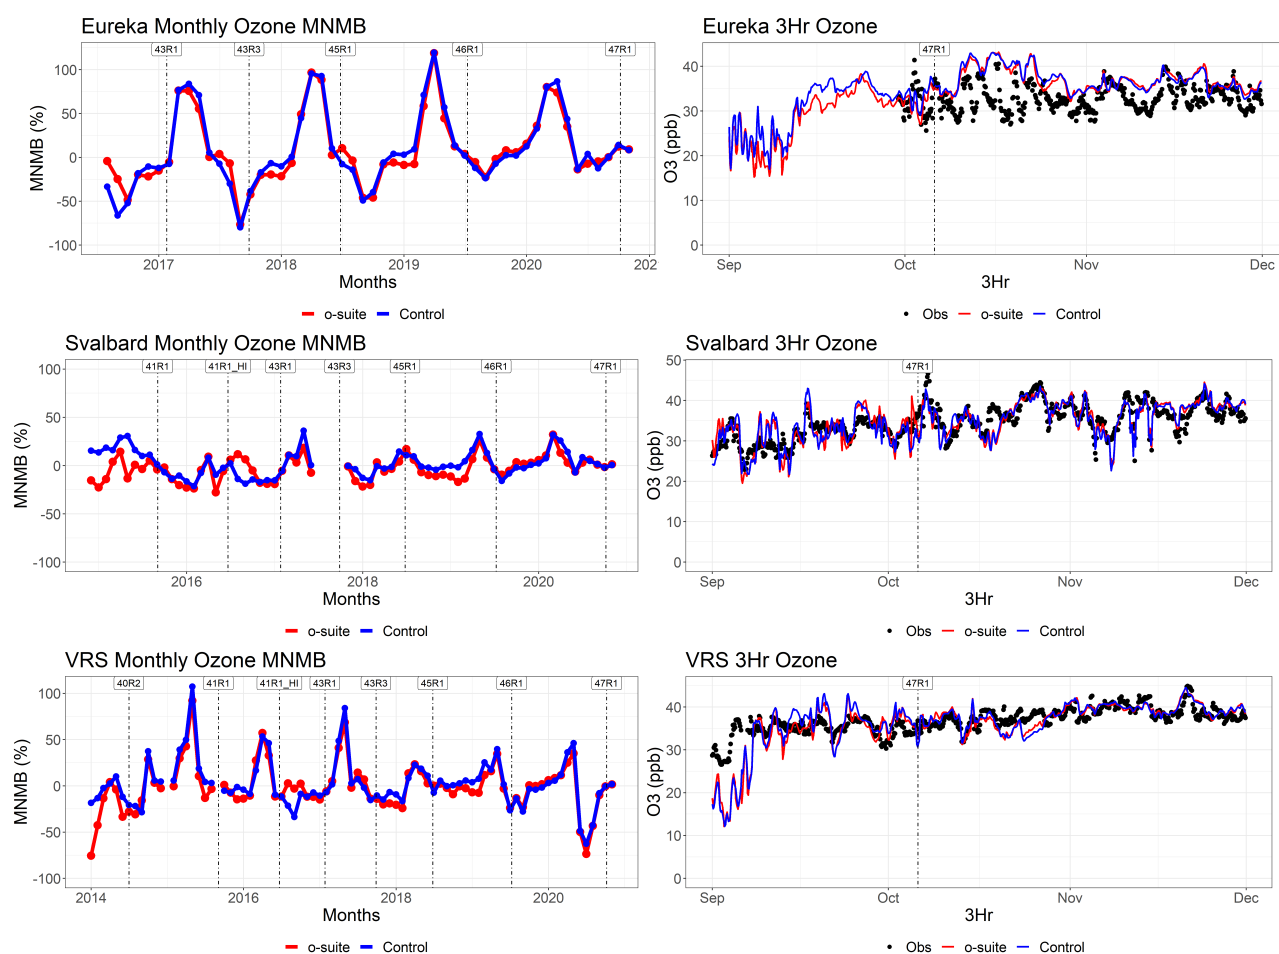 Eureka Monthly Ozone MNMB
43R1 43R3 45R1 46R1 47R1
100
50
0
-50
-100
MNMB (%)
2017 2018 2019 2020 202
Months
o-suite Control
Eureka 3Hr Ozone
47R1
40
30
20
10
0
O3 (ppb)
Sep Oct Nov Dec
3Hr
Obs o-suite Control
Svalbard Monthly Ozone MNMB
41R1 41R1_HI 43R1 43R3 45R1 46R1 47R1
100
50
0
-50
-100
MNMB (%)
2016 2018 2020
Months
o-suite Control
Svalbard 3Hr Ozone
47R1
50
40
30
20
10
0
O3 (ppb)
Sep Oct Nov Dec
3Hr
Obs o-suite Control
VRS Monthly Ozone MNMB
40R2 41R1 41R1_HI 43R1 43R3 45R1 46R1 47R1
100
50
0
-50
-100
MNMB (%)
2014 2016 2018 2020
Months
o-suite Control
VRS 3Hr Ozone
47R1
40
30
20
10
0
O3 (ppb)
Sep Oct Nov Dec
3Hr
Obs o-suite Control